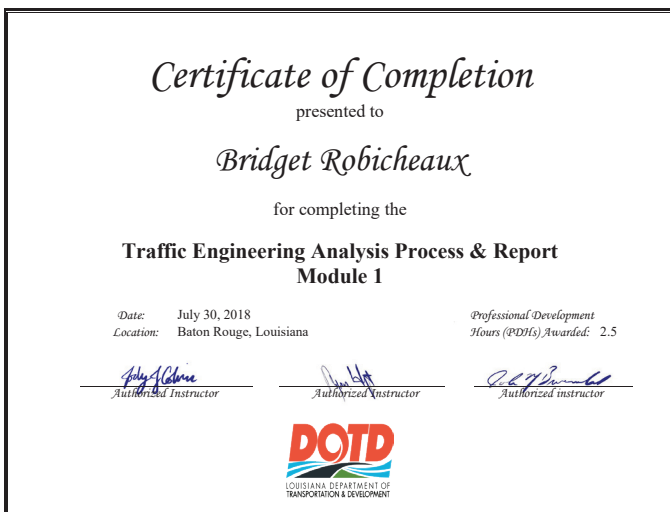 Certificate of Completion
presented to
Bridget Robicheaux
for completing the
Traffic Engineering Analysis Process & Report
Module 1
Date: July 30, 2018
Location: Baton Rouge, Louisiana
Professional Development
Hours (PDHs) Awarded: 2.5
Authorized Instructor
Authorized Instructor
Authorized instructor
DOTD
LOUISIANA DEPARTMENT OF
TRANSPORTATION & DEVELOPMENT